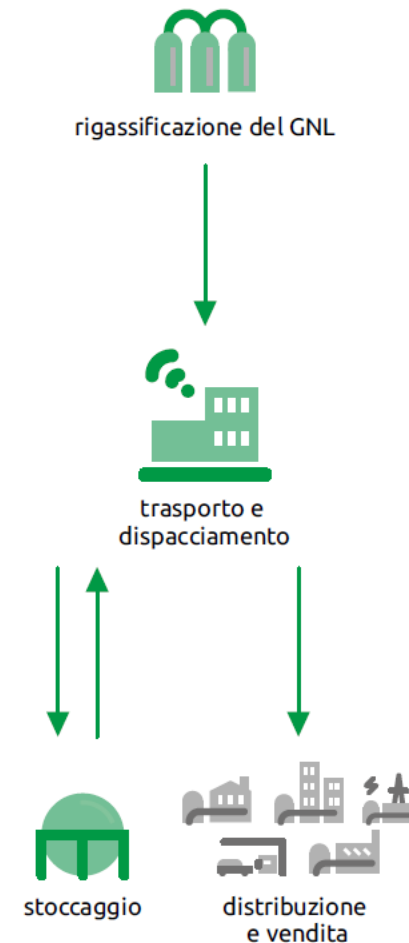 rigassificazione del GNL
trasporto e
dispacciamento
stoccaggio
distribuzione
e vendita